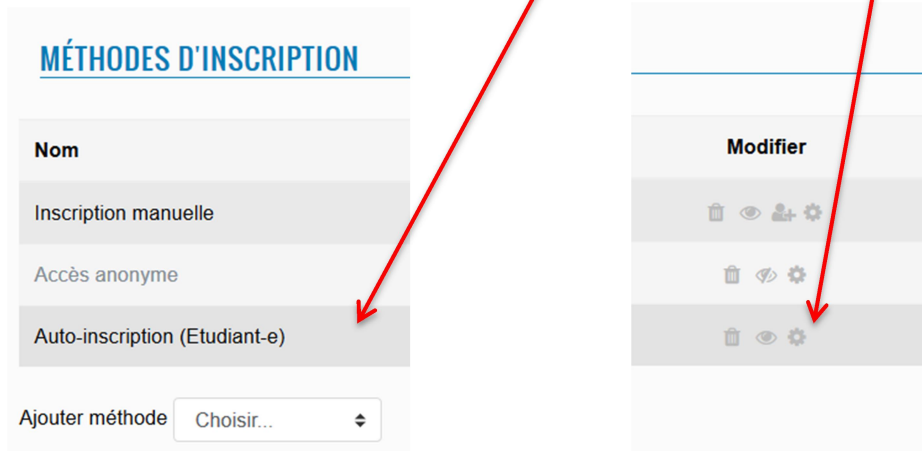 MÉTHODES D'INSCRIPTION
Nom
Modifier
Inscription manuelle
Accès anonyme
Auto-inscription (Etudiant-e)
Ajouter méthode Choisir...